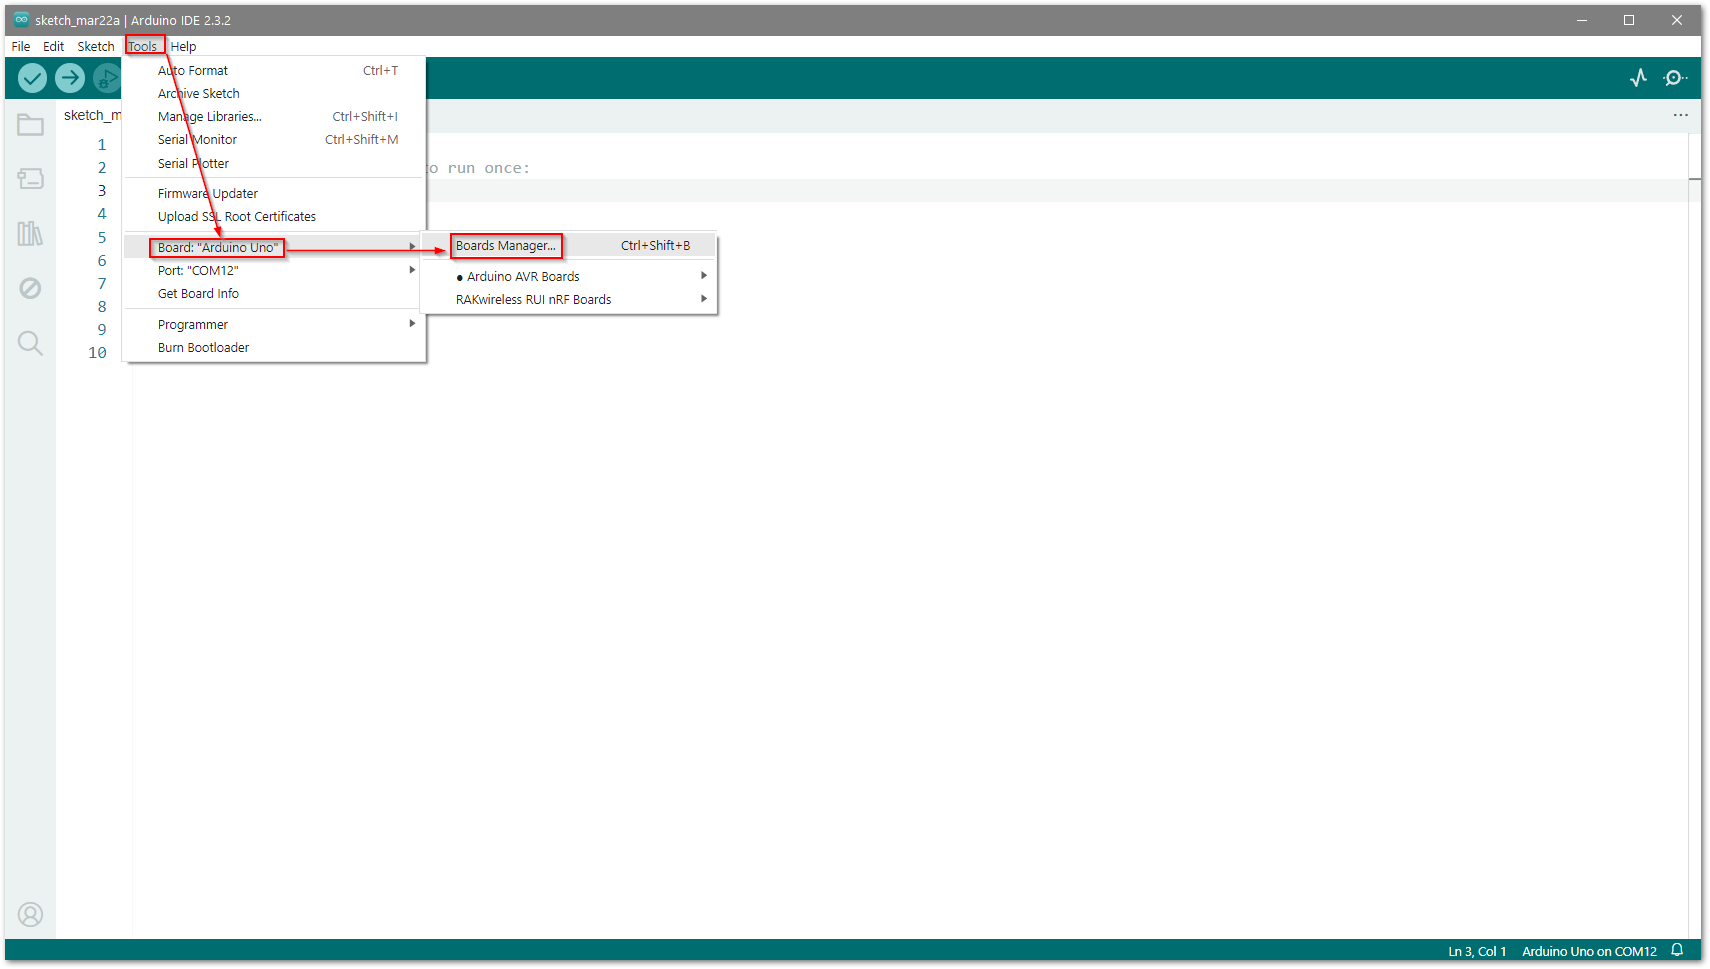 sketch_mar22a | Arduino IDE 2.3.2
File Edit Sketch Tools Help
Auto Format Ctrl+T
Archive Sketch
Manage Libraries... Ctrl+Shift+I
Serial Monitor Ctrl+Shift+M
Serial Plotter
Firmware Updater
Upload SSL Root Certificates
Board: "Arduino Uno"
Port: "COM12"
Get Board Info
Programmer
Burn Bootloader
Boards Manager... Ctrl+Shift+B
● Arduino AVR Boards
RAKwireless RUI nRF Boards
sketch_m
1
2 to run once:
3
4
5
6
7
8
9
10
Ln 3, Col 1 Arduino Uno on COM12